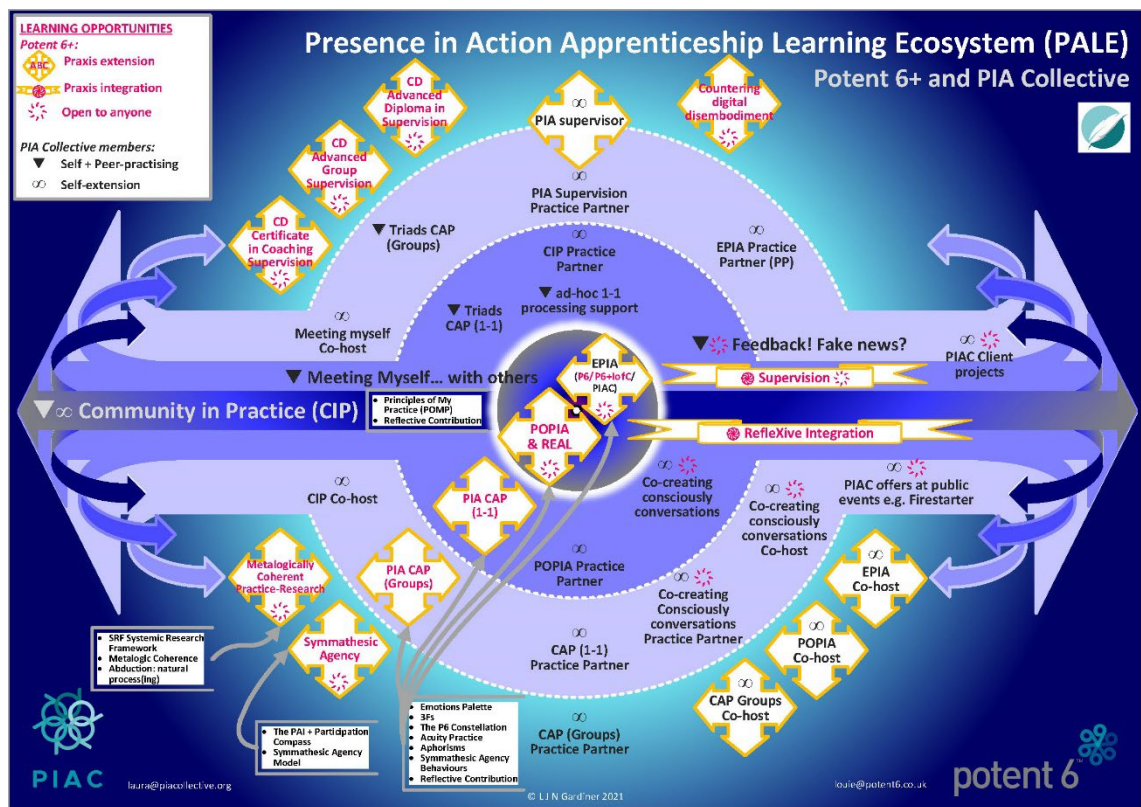 LEARNING OPPORTUNITIES
Potent 6+:
ABC
Praxis extension
Praxis integration
Open to anyone
PIA Collective members:
▼ Self + Peer-practising
∞ Self-extension
Presence in Action Apprenticeship Learning Ecosystem (PALE)
Potent 6+ and PIA Collective
CD
Advanced
Diploma in
Supervision
CD
Advanced
Group
Supervision
CD
Certificate
in Coaching
Supervision
∞
PIA supervisor
Countering
digital
disembodiment
∞
PIA Supervision
Practice Partner
▼ Triads CAP
(Groups)
∞
CIP Practice
Partner
∞
EPIA Practice
Partner (PP)
▼ ad-hoc 1-1
processing support
▼ Triads
CAP (1-1)
∞
Meeting myself
Co-host
▼ Feedback! Fake news?
∞
PIAC Client
projects
EPIA
(P6/P6+IofC/
PIAC)
Supervision
▼ Meeting Myself... with others
▼∞ Community in Practice (CIP)
• Principles of My
Practice (POMP)
• Reflective Contribution
POPIA
& REAL
RefleXive Integration
∞
CIP Co-host
PIA CAP
(1-1)
∞
Co-creating
consciously
conversations
∞
Co-creating
consciously
conversations
Co-host
∞
PIAC offers at public
events e.g. Firestarter
Metalogically
Coherent
Practice-Research
PIA CAP
(Groups)
∞
POPIA Practice
Partner
∞
Co-creating
Consciously
conversations
Practice Partner
∞
EPIA
Co-host
∞
POPIA
Co-host
∞
CAP Groups
Co-host
Symmathesic
Agency
∞
CAP (1-1)
Practice Partner
∞
CAP (Groups)
Practice Partner
• SRF Systemic Research
Framework
• Metalogic Coherence
• Abduction: natural
process(ing)
• The PAI + Participation
Compass
• Symmathesic Agency
Model
• Emotions Palette
• 3Fs
• The P6 Constellation
• Acuity Practice
• Aphorisms
• Symmathesic Agency
Behaviours
• Reflective Contribution
PIAC
laura@piacollective.org
© LJN Gardiner 2021
louie@potent6.co.uk
potent 6™